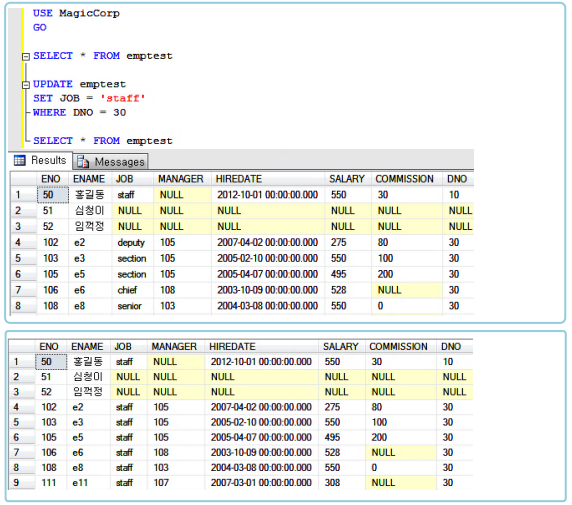 USE MagicCorp
GO
SELECT * FROM emptest
UPDATE emptest
SET JOB = 'staff'
WHERE DNO = 30
SELECT * FROM emptest
Results Messages
ENO ENAME JOB MANAGER HIREDATE SALARY COMMISSION DNO
1 50 홍길동 staff NULL 2012-10-01 00:00:00.000 550 30 10
2 51 심청이 NULL NULL NULL NULL NULL NULL
3 52 임꺽정 NULL NULL NULL NULL NULL NULL
4 102 e2 deputy 105 2007-04-02 00:00:00.000 275 80 30
5 103 e3 section 105 2005-02-10 00:00:00.000 550 100 30
6 105 e5 section 105 2005-04-07 00:00:00.000 495 200 30
7 106 e6 chief 108 2003-10-09 00:00:00.000 528 NULL 30
8 108 e8 senior 103 2004-03-08 00:00:00.000 550 0 30
ENO ENAME JOB MANAGER HIREDATE SALARY COMMISSION DNO
1 50 홍길동 staff NULL 2012-10-01 00:00:00.000 550 30 10
2 51 심청이 NULL NULL NULL NULL NULL NULL
3 52 임꺽정 NULL NULL NULL NULL NULL NULL
4 102 e2 staff 105 2007-04-02 00:00:00.000 275 80 30
5 103 e3 staff 105 2005-02-10 00:00:00.000 550 100 30
6 105 e5 staff 105 2005-04-07 00:00:00.000 495 200 30
7 106 e6 staff 108 2003-10-09 00:00:00.000 528 NULL 30
8 108 e8 staff 103 2004-03-08 00:00:00.000 550 0 30
9 111 e11 staff 107 2007-03-01 00:00:00.000 308 NULL 30